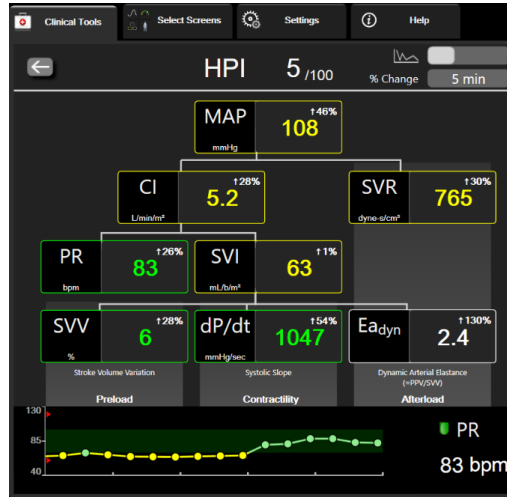 Clinical Tools
Select Screens
Settings
Help
HPI 5 /100
% Change 5 min
MAP ↑46%
108
mmHg
CI ↑28%
5.2
L/min/m²
SVR ↑30%
765
dyne-s/cm⁵
PR ↑26%
83
bpm
SVI ↑1%
63
mL/b/m²
SVV ↑28%
6
%
dP/dt ↑54%
1047
mmHg/sec
Eadyn ↑130%
2.4
Stroke Volume Variation
Systolic Slope
Dynamic Arterial Elastance
(=PPV/SVV)
Preload
Contractility
Afterload
130
85
40
PR
83 bpm